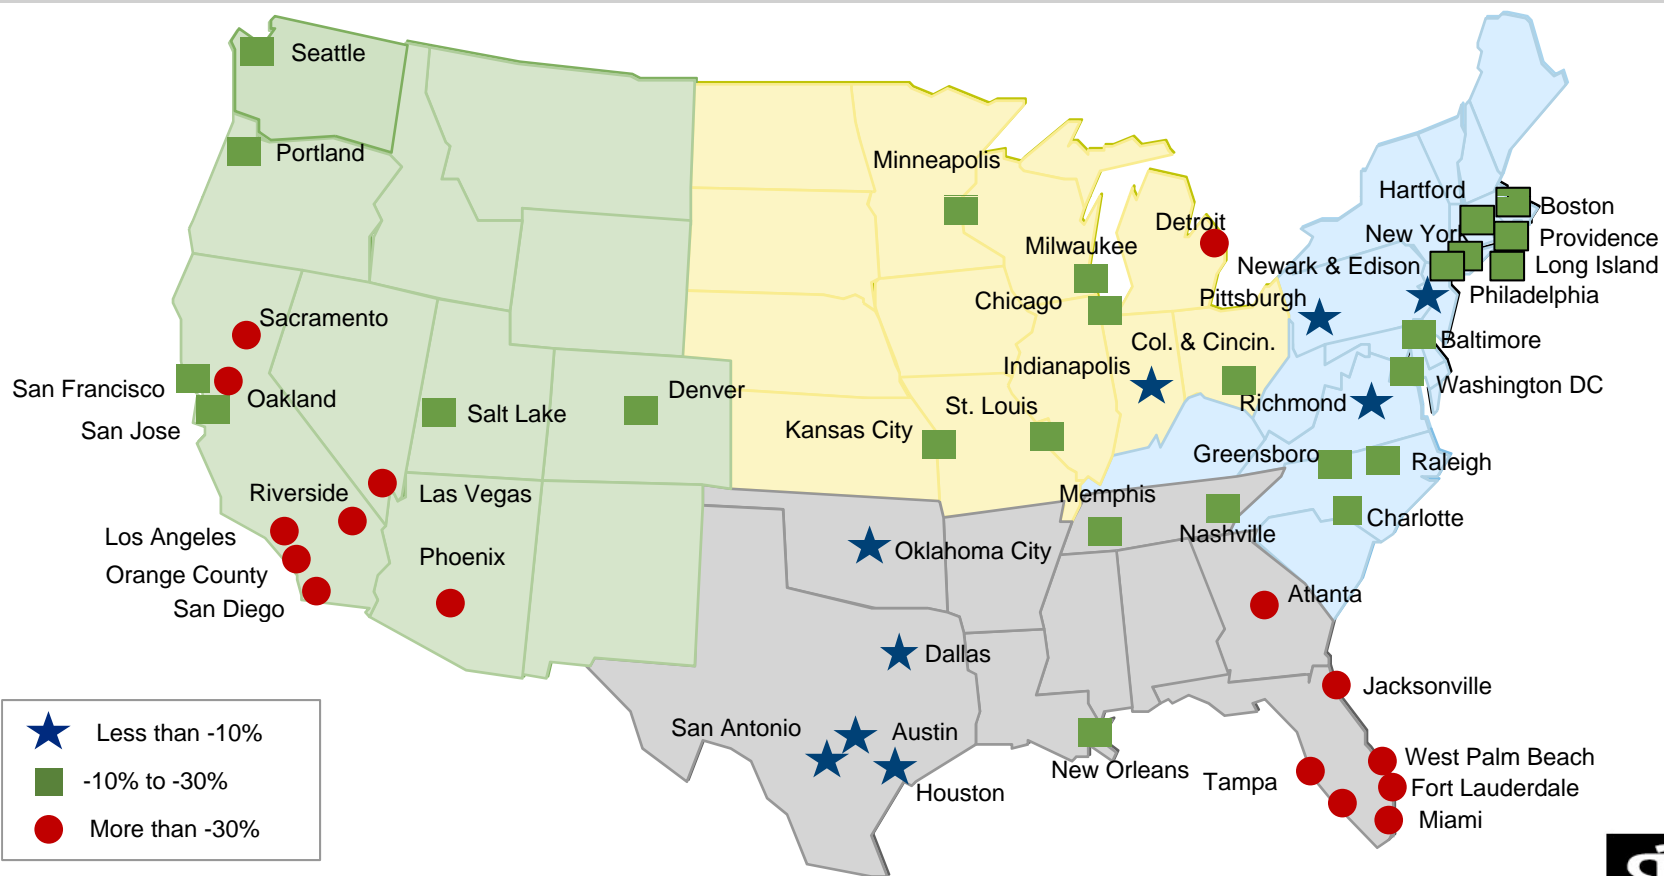 Seattle
Portland
Minneapolis
Hartford
Boston
Detroit
New York
Providence
Milwaukee
Newark & Edison
Long Island
Chicago
Pittsburgh
Philadelphia
Sacramento
Col. & Cincin.
Baltimore
Indianapolis
San Francisco
Oakland
Denver
Washington DC
Salt Lake
St. Louis
Richmond
San Jose
Kansas City
Greensboro
Raleigh
Riverside
Las Vegas
Memphis
Charlotte
Los Angeles
Nashville
Orange County
Phoenix
Oklahoma City
San Diego
Atlanta
Dallas
Jacksonville
San Antonio
Austin
New Orleans
West Palm Beach
Tampa
Fort Lauderdale
Houston
Miami
Less than -10%
-10% to -30%
More than -30%